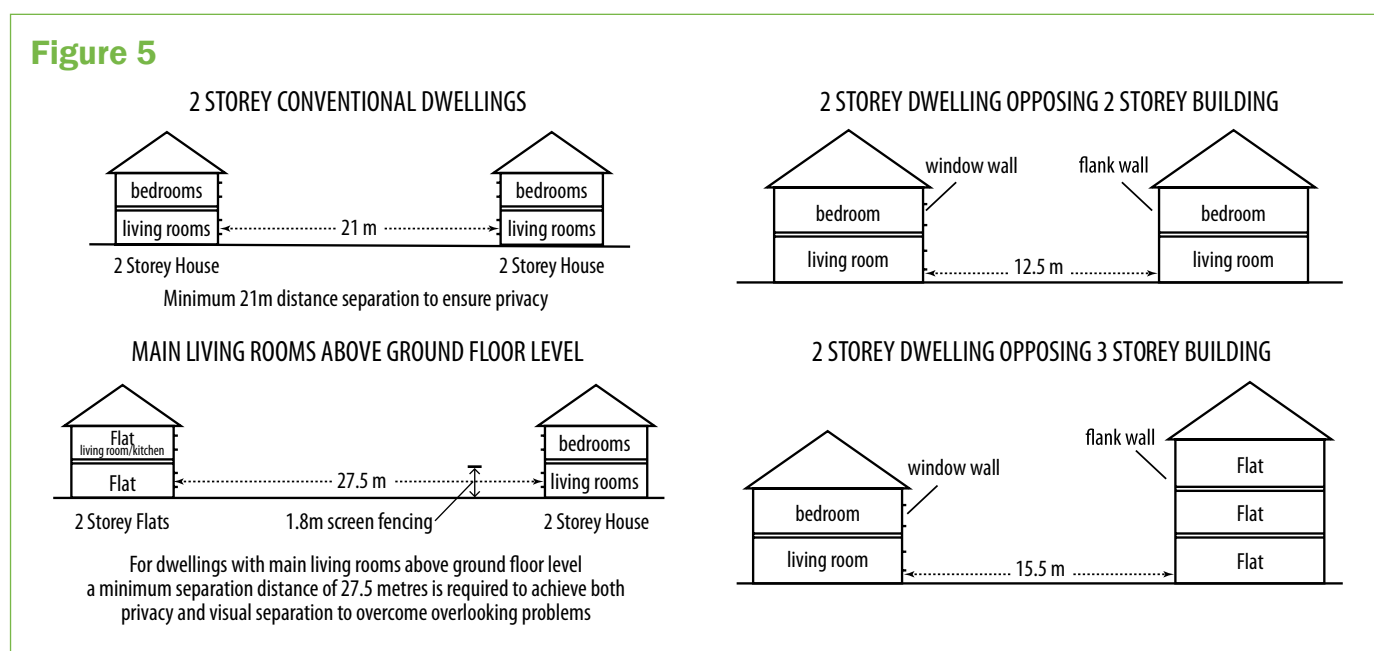 Figure 5
2 STOREY CONVENTIONAL DWELLINGS
bedrooms
bedrooms
living rooms
21 m
living rooms
2 Storey House
2 Storey House
Minimum 21m distance separation to ensure privacy
2 STOREY DWELLING OPPOSING 2 STOREY BUILDING
window wall
flank wall
bedroom
bedroom
living room
12.5 m
living room
MAIN LIVING ROOMS ABOVE GROUND FLOOR LEVEL
Flat
living room/kitchen
bedrooms
Flat
27.5 m
living rooms
2 Storey Flats
1.8m screen fencing
2 Storey House
For dwellings with main living rooms above ground floor level
a minimum separation distance of 27.5 metres is required to achieve both
privacy and visual separation to overcome overlooking problems
2 STOREY DWELLING OPPOSING 3 STOREY BUILDING
flank wall
window wall
Flat
bedroom
Flat
living room
15.5 m
Flat